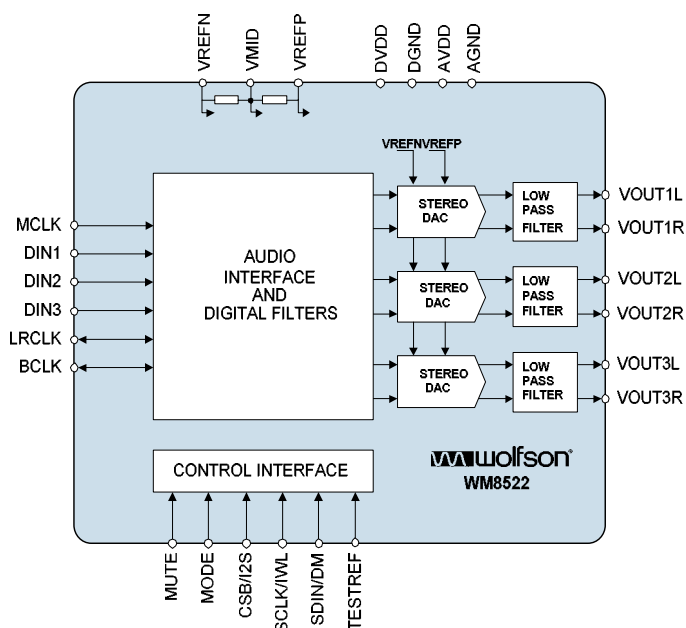 VREFN
VMID
VREFP
DVDD
DGND
AVDD
AGND
VREFNVREFP
MCLK
DIN1
DIN2
DIN3
LRCLK
BCLK
AUDIO
INTERFACE
AND
DIGITAL FILTERS
STEREO
DAC
LOW
PASS
FILTER
VOUT1L
VOUT1R
STEREO
DAC
LOW
PASS
FILTER
VOUT2L
VOUT2R
STEREO
DAC
LOW
PASS
FILTER
VOUT3L
VOUT3R
CONTROL INTERFACE
wolfson®
WM8522
MUTE
MODE
CSB/I2S
SCLK/IWL
SDIN/DM
TESTREF